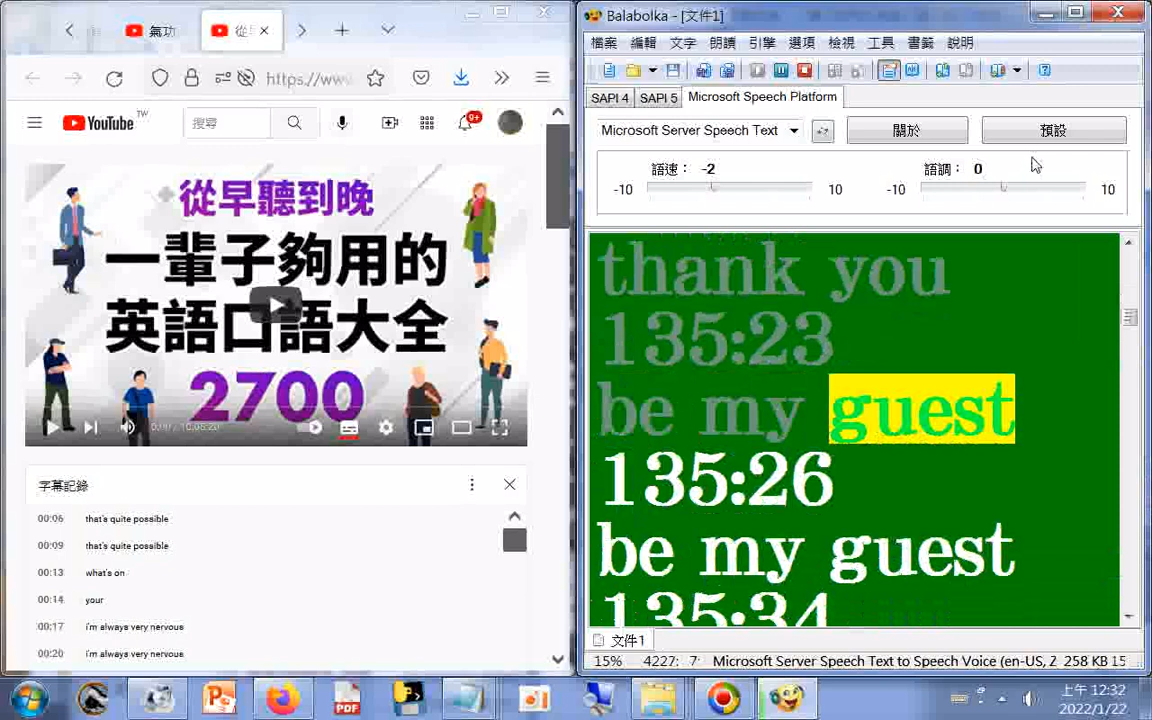 氣功
從早
https://www
YouTube TW
搜尋
9+
從早聽到晚
一輩子夠用的
英語口語大全
2700
字幕記錄
00:06 that's quite possible
00:09 that's quite possible
00:13 what's on
00:14 your
00:17 i'm always very nervous
00:20 i'm always very nervous
Balabolka - [文件1]
檔案 編輯 文字 朗讀 引擎 選項 檢視 工具 書籤 說明
SAPI 4 SAPI 5 Microsoft Speech Platform
Microsoft Server Speech Text
關於
預設
語速： -2
-10 10
語調： 0
-10 10
thank you
135:23
be my guest
135:26
be my guest
135:34
文件1
15% 4227: 7 Microsoft Server Speech Text to Speech Voice (en-US, 2 258 KB 15
PDF
上午 12:32
2022/1/22